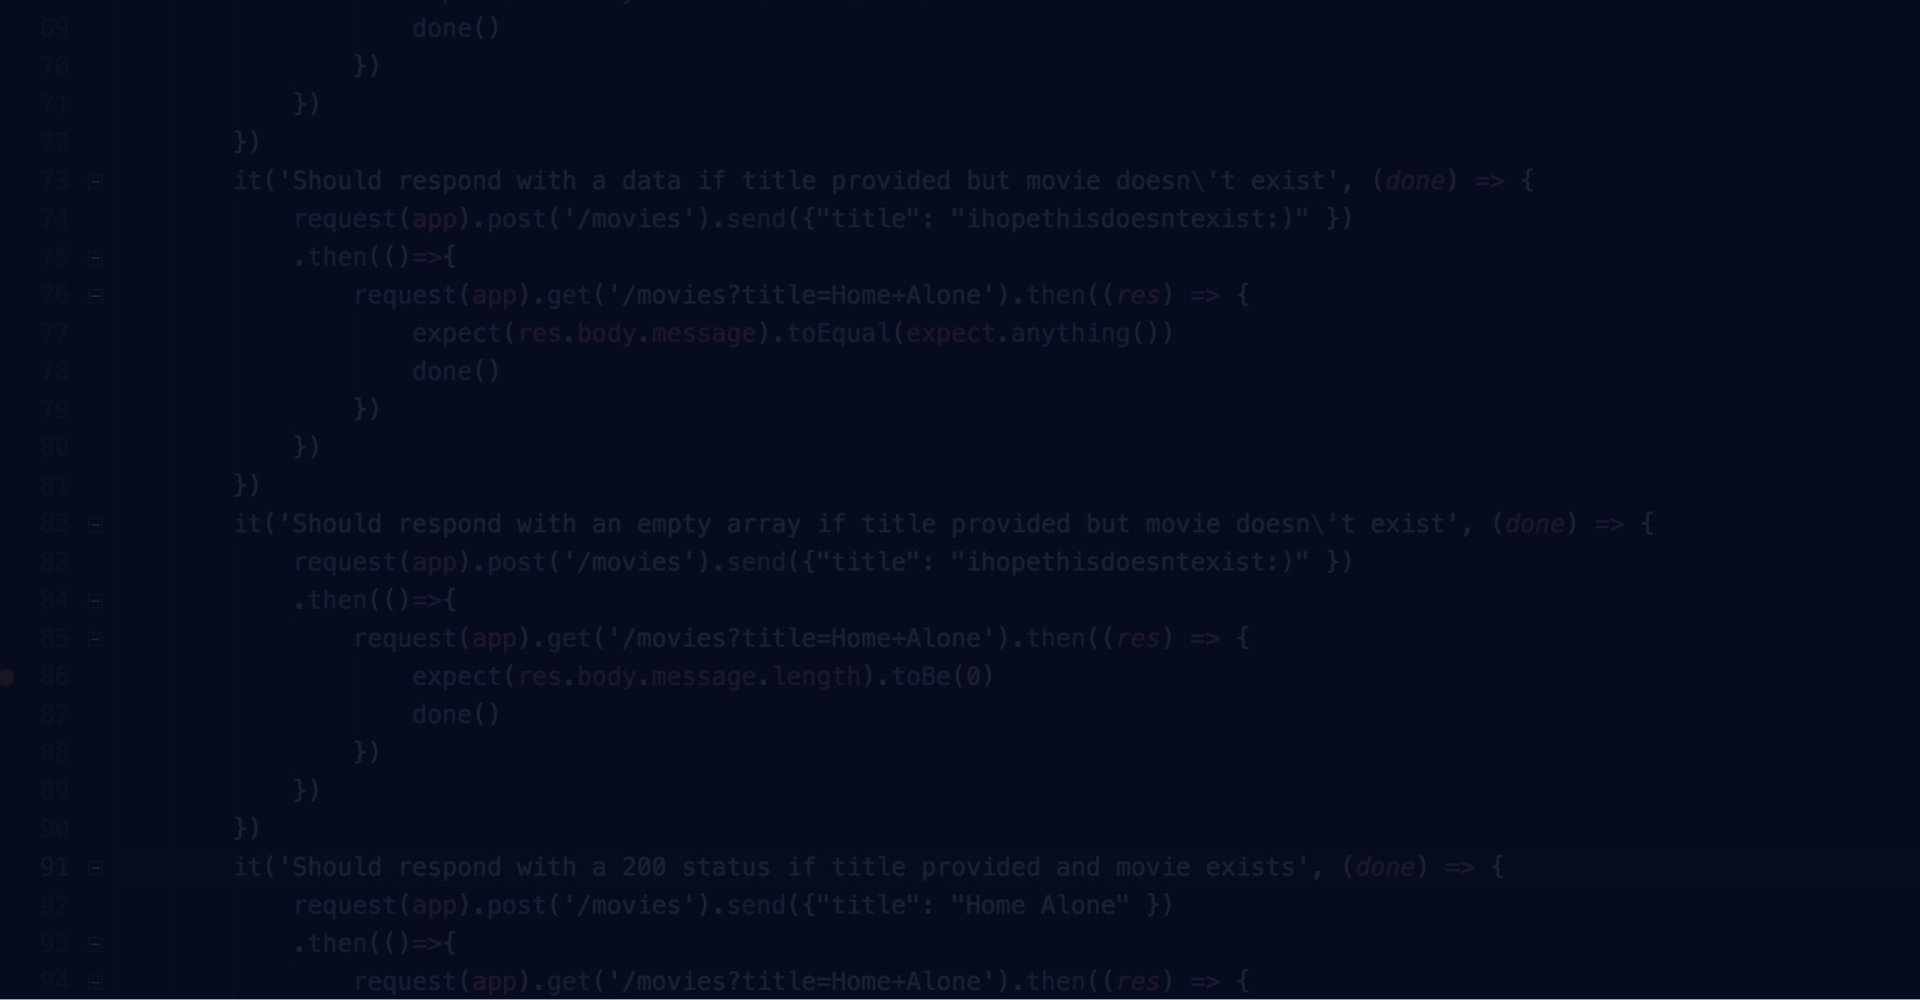 69 done()
70 })
71 })
72 })
73 it('Should respond with a data if title provided but movie doesn\'t exist', (done) => {
74 request(app).post('/movies').send({"title": "ihopethisdoesntexist:)" })
75 .then(()=>{
76 request(app).get('/movies?title=Home+Alone').then((res) => {
77 expect(res.body.message).toEqual(expect.anything())
78 done()
79 })
80 })
81 })
82 it('Should respond with an empty array if title provided but movie doesn\'t exist', (done) => {
83 request(app).post('/movies').send({"title": "ihopethisdoesntexist:)" })
84 .then(()=>{
85 request(app).get('/movies?title=Home+Alone').then((res) => {
86 expect(res.body.message.length).toBe(0)
87 done()
88 })
89 })
90 })
91 it('Should respond with a 200 status if title provided and movie exists', (done) => {
92 request(app).post('/movies').send({"title": "Home Alone" })
93 .then(()=>{
94 request(app).get('/movies?title=Home+Alone').then((res) => {